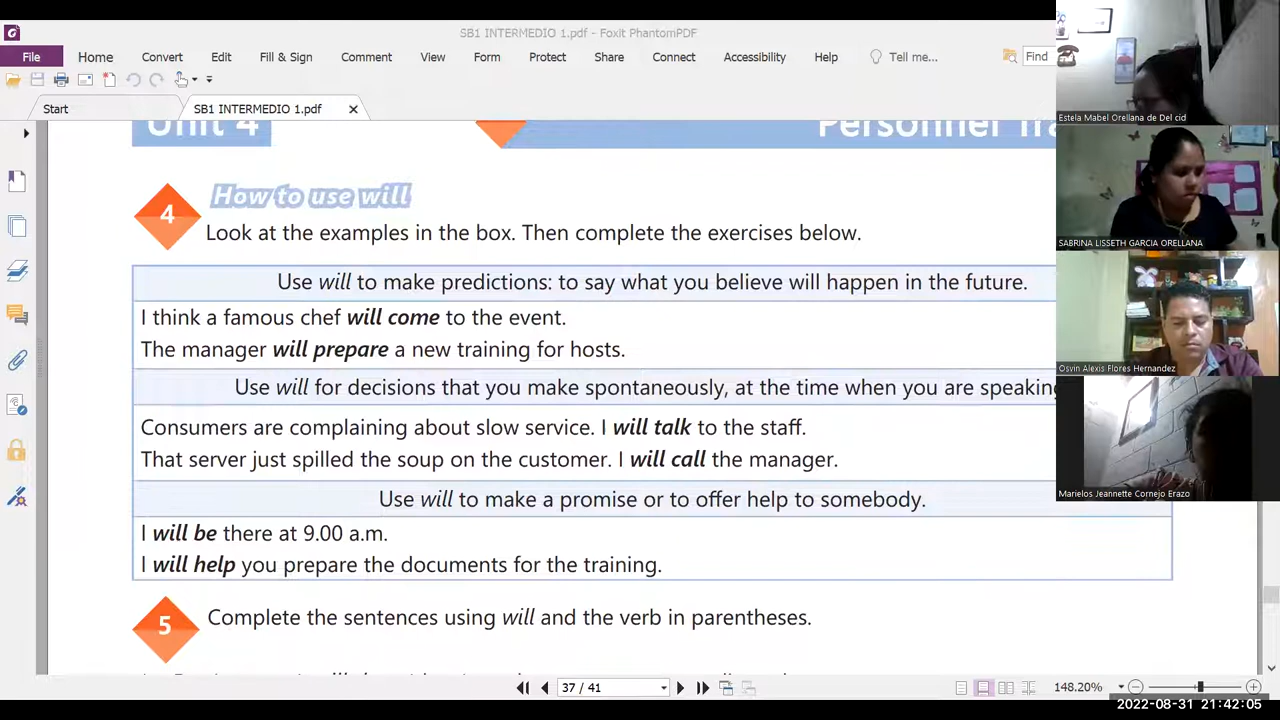 SB1 INTERMEDIO 1.pdf - Foxit PhantomPDF
File Home Convert Edit Fill & Sign Comment View Form Protect Share Connect Accessibility Help Tell me... Find
Start SB1 INTERMEDIO 1.pdf
Unit 4
4 How to use will
Look at the examples in the box. Then complete the exercises below.
Use will to make predictions: to say what you believe will happen in the future.
I think a famous chef will come to the event.
The manager will prepare a new training for hosts.
Use will for decisions that you make spontaneously, at the time when you are speaking
Consumers are complaining about slow service. I will talk to the staff.
That server just spilled the soup on the customer. I will call the manager.
Use will to make a promise or to offer help to somebody.
I will be there at 9.00 a.m.
I will help you prepare the documents for the training.
5 Complete the sentences using will and the verb in parentheses.
37 / 41
148.20%
Estela Mabel Orellana de Del cid
SABRINA LISSETH GARCIA ORELLANA
Osvin Alexis Flores Hernandez
Marielos Jeannette Cornejo Erazo
2022-08-31 21:42:05